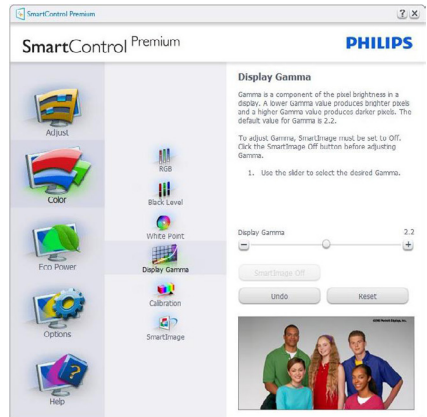 SmartControl Premium
SmartControl Premium
PHILIPS
Adjust
Color
Eco Power
Options
Help
RGB
Black Level
White Point
Display Gamma
Calibration
SmartImage
Display Gamma
Gamma is a component of the pixel brightness in a
display. A lower Gamma value produces brighter pixels
and a higher Gamma value produces darker pixels. The
default value for Gamma is 2.2.
To adjust Gamma, SmartImage must be set to Off.
Click the SmartImage Off button before adjusting
Gamma.
1. Use the slider to select the desired Gamma.
Display Gamma 2.2
SmartImage Off
Undo
Reset